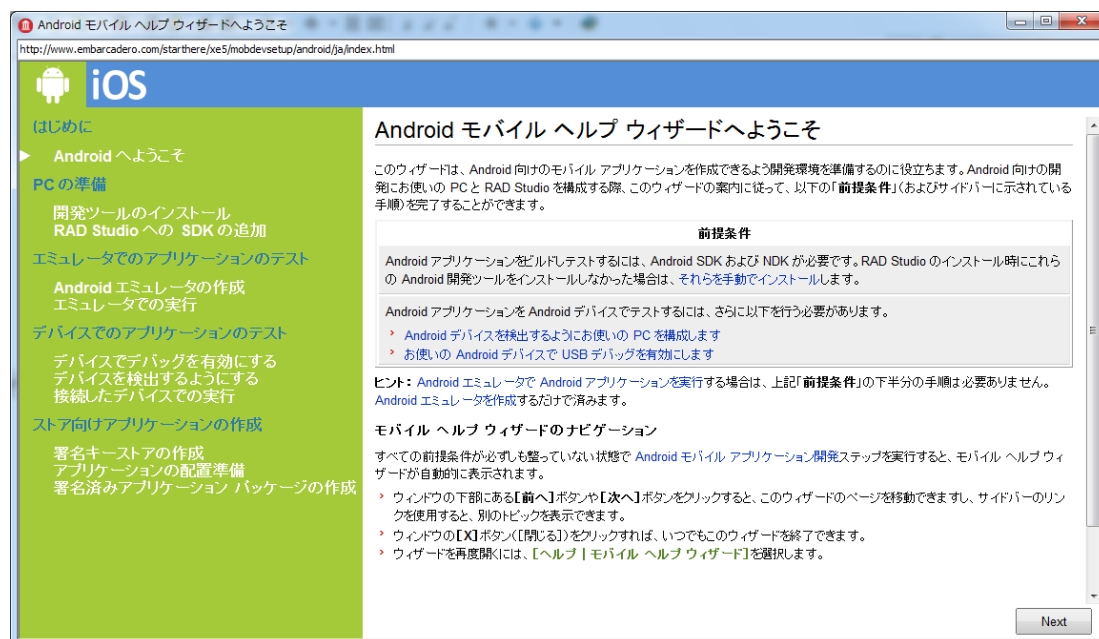 Android モバイル ヘルプ ウィザードへようこそ
http://www.embarcadero.com/starthere/xe5/mobdevsetup/android/ja/index.html
iOS
はじめに
Android へようこそ
PC の準備
開発ツールのインストール
RAD Studio への SDK の追加
エミュレータでのアプリケーションのテスト
Android エミュレータの作成
エミュレータでの実行
デバイスでのアプリケーションのテスト
デバイスでデバッグを有効にする
デバイスを検出するようにする
接続したデバイスでの実行
ストア向けアプリケーションの作成
署名キーストアの作成
アプリケーションの配置準備
署名済みアプリケーション パッケージの作成
Android モバイル ヘルプ ウィザードへようこそ
このウィザードは、Android 向けのモバイル アプリケーションを作成できるよう開発環境を準備するのに役立ちます。Android 向けの開
発にお使いの PC と RAD Studio を構成する際、このウィザードの案内に従って、以下の「前提条件」(およびサイドバーに示されている
手順)を完了することができます。
前提条件
Android アプリケーションをビルドしテストするには、Android SDK および NDK が必要です。RAD Studio のインストール時にこれら
の Android 開発ツールをインストールしなかった場合は、それらを手動でインストールします。
Android アプリケーションを Android デバイスでテストするには、さらに以下を行う必要があります。
› Android デバイスを検出するようにお使いの PC を構成します
› お使いの Android デバイスで USB デバッグを有効にします
ヒント: Android エミュレータで Android アプリケーションを実行する場合は、上記「前提条件」の下半分の手順は必要ありません。
Android エミュレータを作成するだけで済みます。
モバイル ヘルプ ウィザードのナビゲーション
すべての前提条件が必ずしも整っていない状態で Android モバイル アプリケーション開発ステップを実行すると、モバイル ヘルプ ウィ
ザードが自動的に表示されます。
› ウィンドウの下部にある[前へ]ボタンや[次へ]ボタンをクリックすると、このウィザードのページを移動できますし、サイドバーのリン
クを使用すると、別のトピックを表示できます。
› ウィンドウの[X]ボタン([閉じる])をクリックすれば、いつでもこのウィザードを終了できます。
› ウィザードを再度開くには、[ヘルプ | モバイル ヘルプ ウィザード]を選択します。
Next